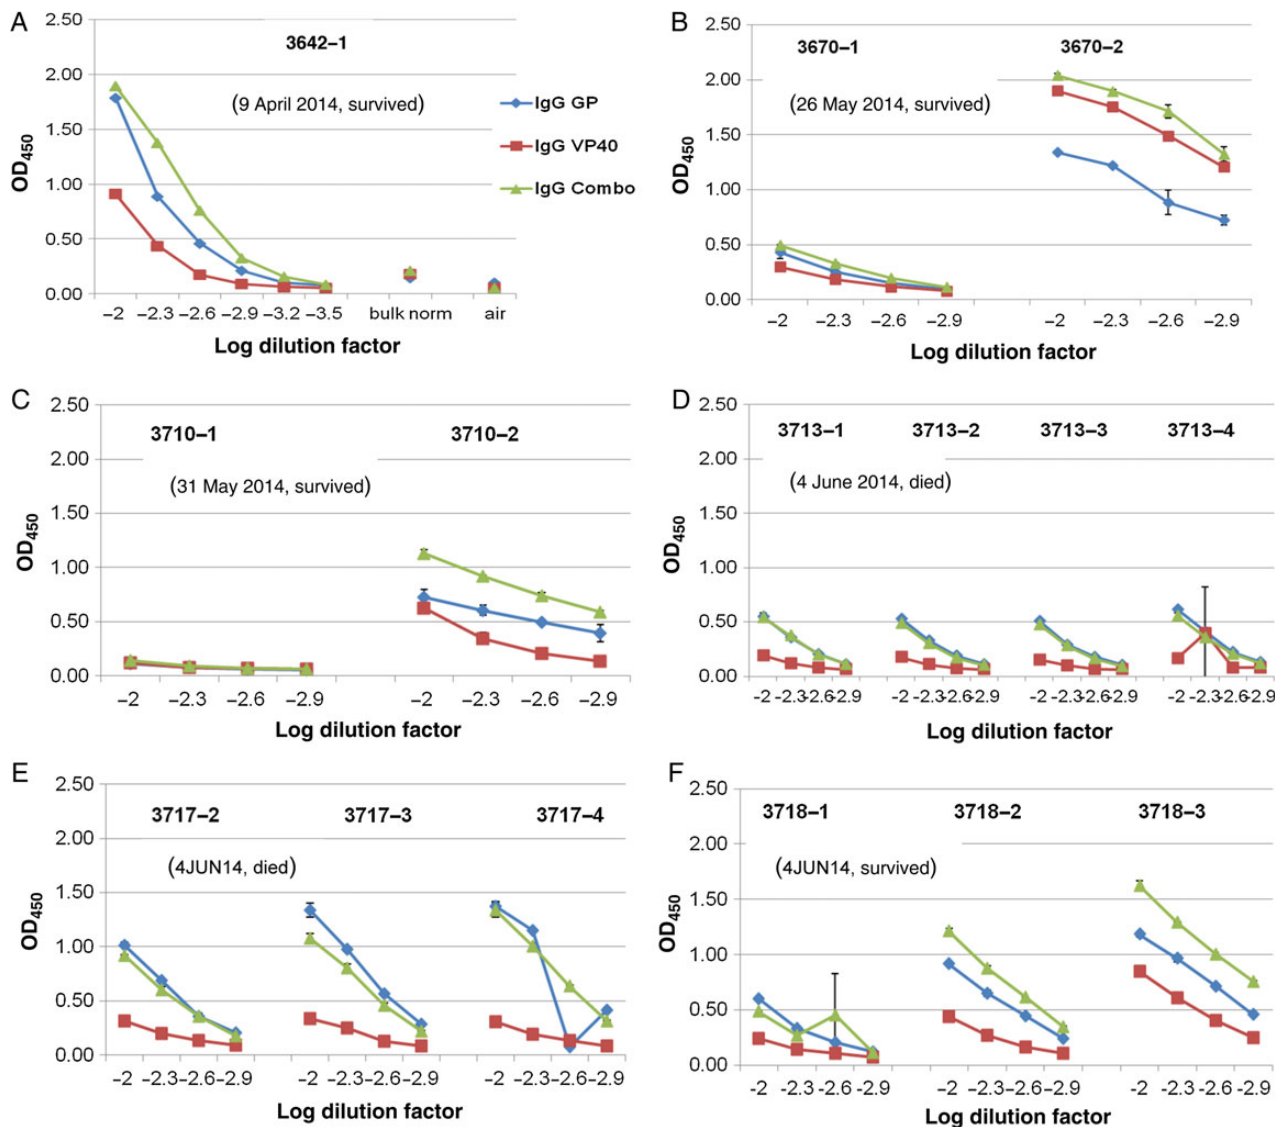 A
2.50
3642–1
2.00
(9 April 2014, survived)
IgG GP
1.50
IgG VP40
OD450
1.00
IgG Combo
0.50
0.00
–2 –2.3 –2.6 –2.9 –3.2 –3.5 bulk norm air
Log dilution factor
B
2.50
3670–1 3670–2
2.00
(26 May 2014, survived)
1.50
OD450
1.00
0.50
0.00
–2 –2.3 –2.6 –2.9 –2 –2.3 –2.6 –2.9
Log dilution factor
C
2.50
3710–1 3710–2
2.00
(31 May 2014, survived)
1.50
OD450
1.00
0.50
0.00
–2 –2.3 –2.6 –2.9 –2 –2.3 –2.6 –2.9
Log dilution factor
D
2.50
3713–1 3713–2 3713–3 3713–4
2.00
(4 June 2014, died)
1.50
OD450
1.00
0.50
0.00
-2 -2.3-2.6-2.9 -2 -2.3-2.6-2.9 -2 -2.3-2.6-2.9 -2 -2.3-2.6-2.9
Log dilution factor
E
2.50
3717–2 3717–3 3717–4
2.00
(4JUN14, died)
1.50
OD450
1.00
0.50
0.00
-2 -2.3-2.6-2.9 -2 -2.3-2.6-2.9 -2 -2.3-2.6-2.9
Log dilution factor
F
2.50
3718–1 3718–2 3718–3
2.00
(4JUN14, survived)
1.50
OD450
1.00
0.50
0.00
-2 -2.3-2.6-2.9 -2 -2.3-2.6-2.9 -2 -2.3-2.6-2.9
Log dilution factor